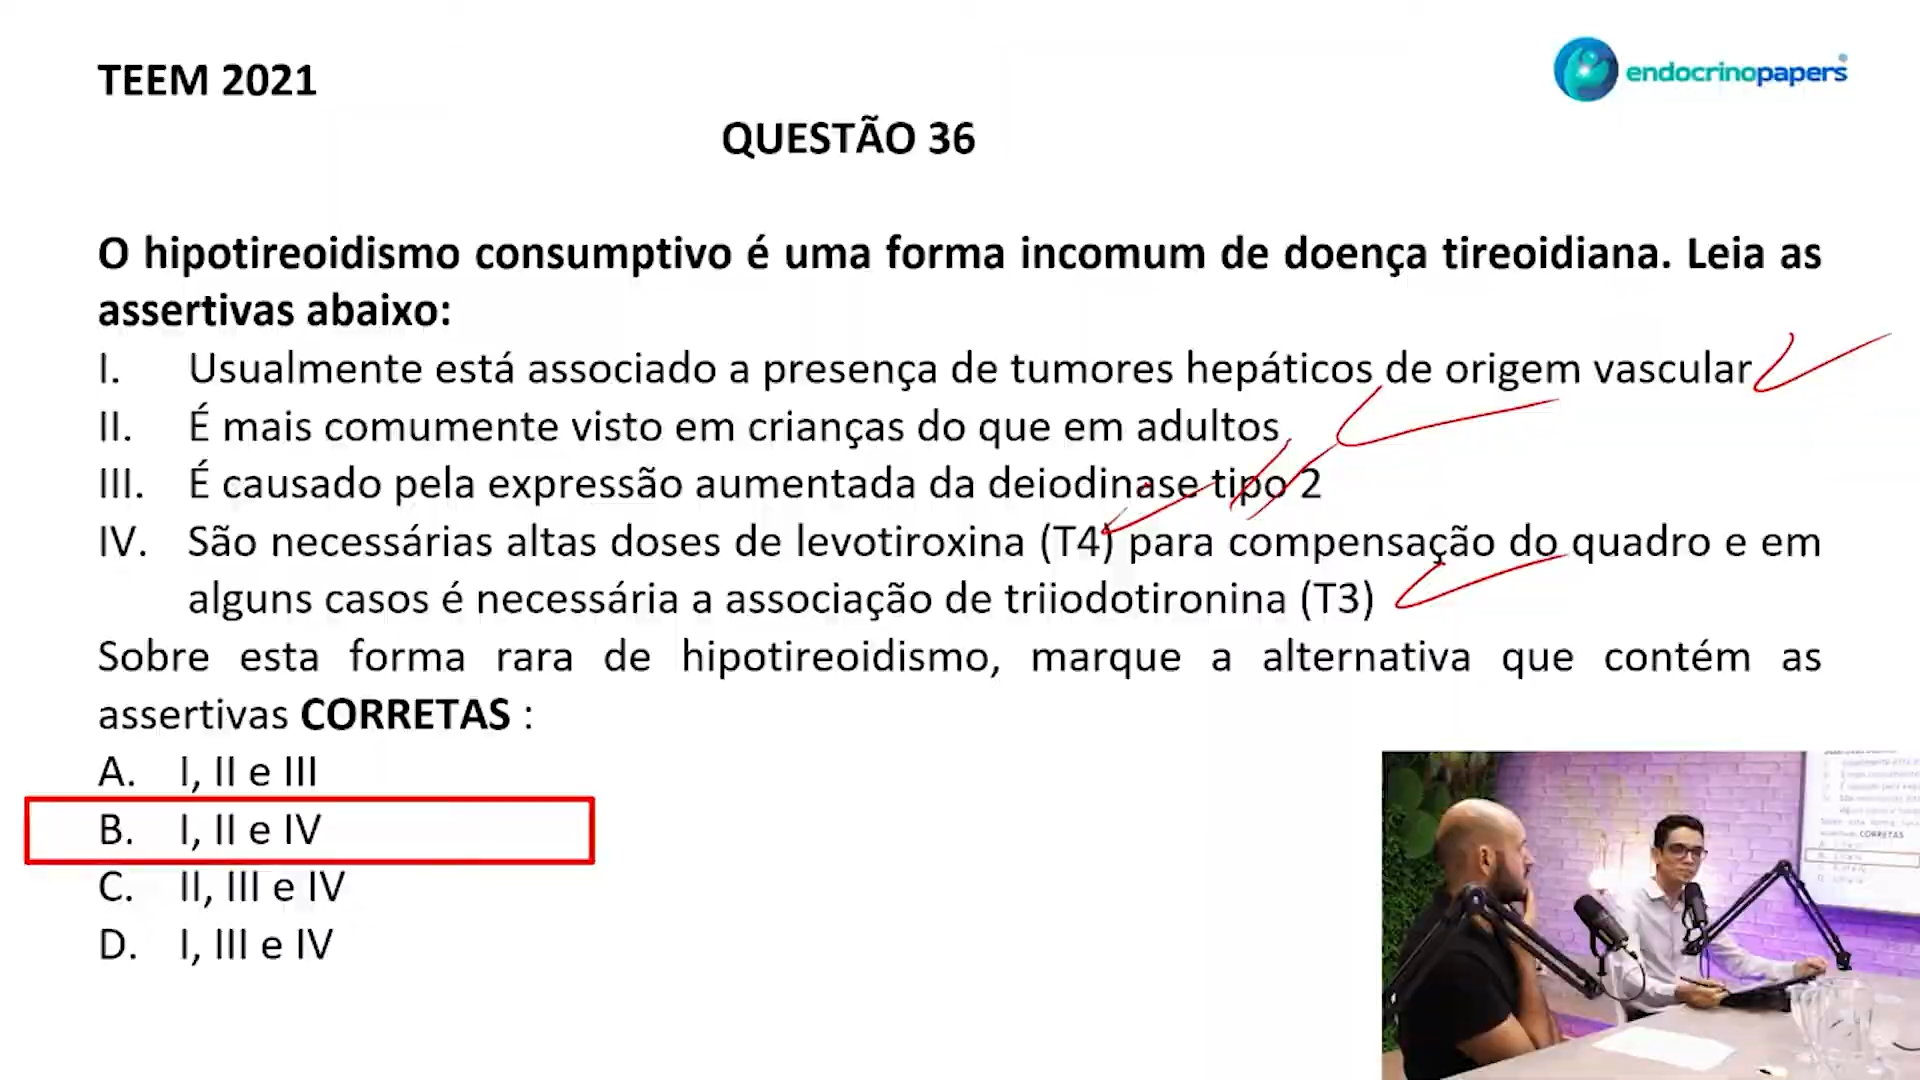 TEEM 2021
endocrinopapers
QUESTÃO 36
O hipotireoidismo consumptivo é uma forma incomum de doença tireoidiana. Leia as
assertivas abaixo:
I. Usualmente está associado a presença de tumores hepáticos de origem vascular
II. É mais comumente visto em crianças do que em adultos
III. É causado pela expressão aumentada da deiodinase tipo 2
IV. São necessárias altas doses de levotiroxina (T4) para compensação do quadro e em
alguns casos é necessária a associação de triiodotironina (T3)
Sobre esta forma rara de hipotireoidismo, marque a alternativa que contém as
assertivas CORRETAS :
A. I, II e III
B. I, II e IV
C. II, III e IV
D. I, III e IV